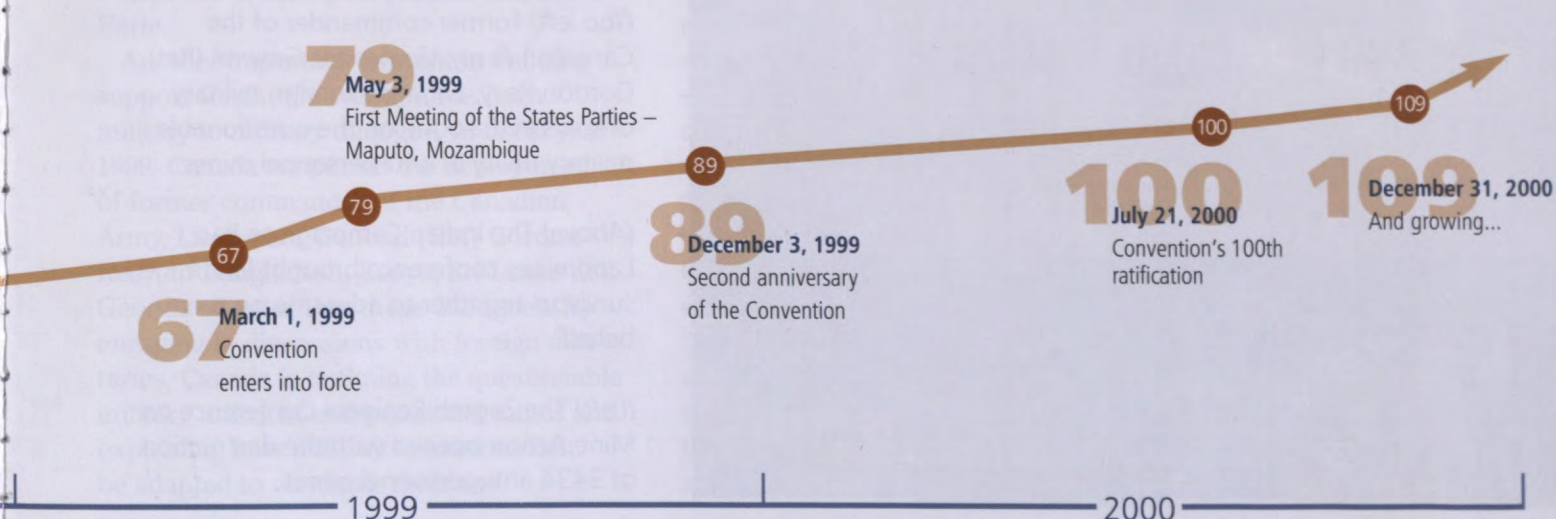 79
May 3, 1999
First Meeting of the States Parties –
Maputo, Mozambique
67
79
89
100
109
67
March 1, 1999
Convention
enters into force
89
December 3, 1999
Second anniversary
of the Convention
100
July 21, 2000
Convention's 100th
ratification
109
December 31, 2000
And growing...
1999
2000